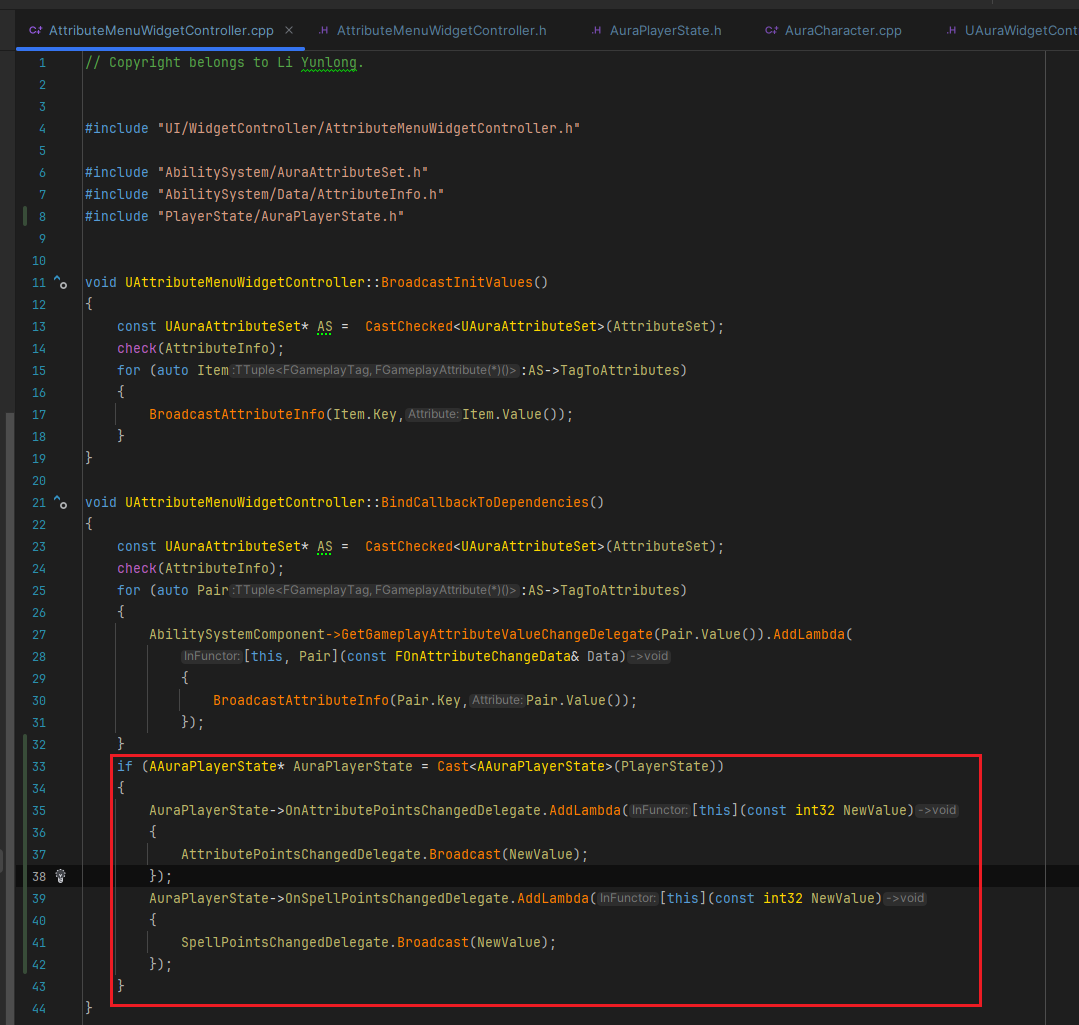 AttributeMenuWidgetController.cpp × AttributeMenuWidgetController.h AuraPlayerState.h AuraCharacter.cpp UAuraWidgetCont
1 // Copyright belongs to Li Yunlong.
2
3
4 #include "UI/WidgetController/AttributeMenuWidgetController.h"
5
6 #include "AbilitySystem/AuraAttributeSet.h"
7 #include "AbilitySystem/Data/AttributeInfo.h"
8 #include "PlayerState/AuraPlayerState.h"
9
10
11 void UAttributeMenuWidgetController::BroadcastInitValues()
12 {
13 const UAuraAttributeSet* AS = CastChecked<UAuraAttributeSet>(AttributeSet);
14 check(AttributeInfo);
15 for (auto Item :TTuple<FGameplayTag, FGameplayAttribute(*)()> :AS->TagToAttributes)
16 {
17 BroadcastAttributeInfo(Item.Key, Attribute: Item.Value());
18 }
19 }
20
21 void UAttributeMenuWidgetController::BindCallbackToDependencies()
22 {
23 const UAuraAttributeSet* AS = CastChecked<UAuraAttributeSet>(AttributeSet);
24 check(AttributeInfo);
25 for (auto Pair :TTuple<FGameplayTag, FGameplayAttribute(*)()> :AS->TagToAttributes)
26 {
27 AbilitySystemComponent->GetGameplayAttributeValueChangeDelegate(Pair.Value()).AddLambda(
28 InFunctor: [this, Pair](const FOnAttributeChangeData& Data) ->void
29 {
30 BroadcastAttributeInfo(Pair.Key, Attribute: Pair.Value());
31 });
32 }
33 if (AAuraPlayerState* AuraPlayerState = Cast<AAuraPlayerState>(PlayerState))
34 {
35 AuraPlayerState->OnAttributePointsChangedDelegate.AddLambda( InFunctor: [this](const int32 NewValue) ->void
36 {
37 AttributePointsChangedDelegate.Broadcast(NewValue);
38 });
39 AuraPlayerState->OnSpellPointsChangedDelegate.AddLambda( InFunctor: [this](const int32 NewValue) ->void
40 {
41 SpellPointsChangedDelegate.Broadcast(NewValue);
42 });
43 }
44 }